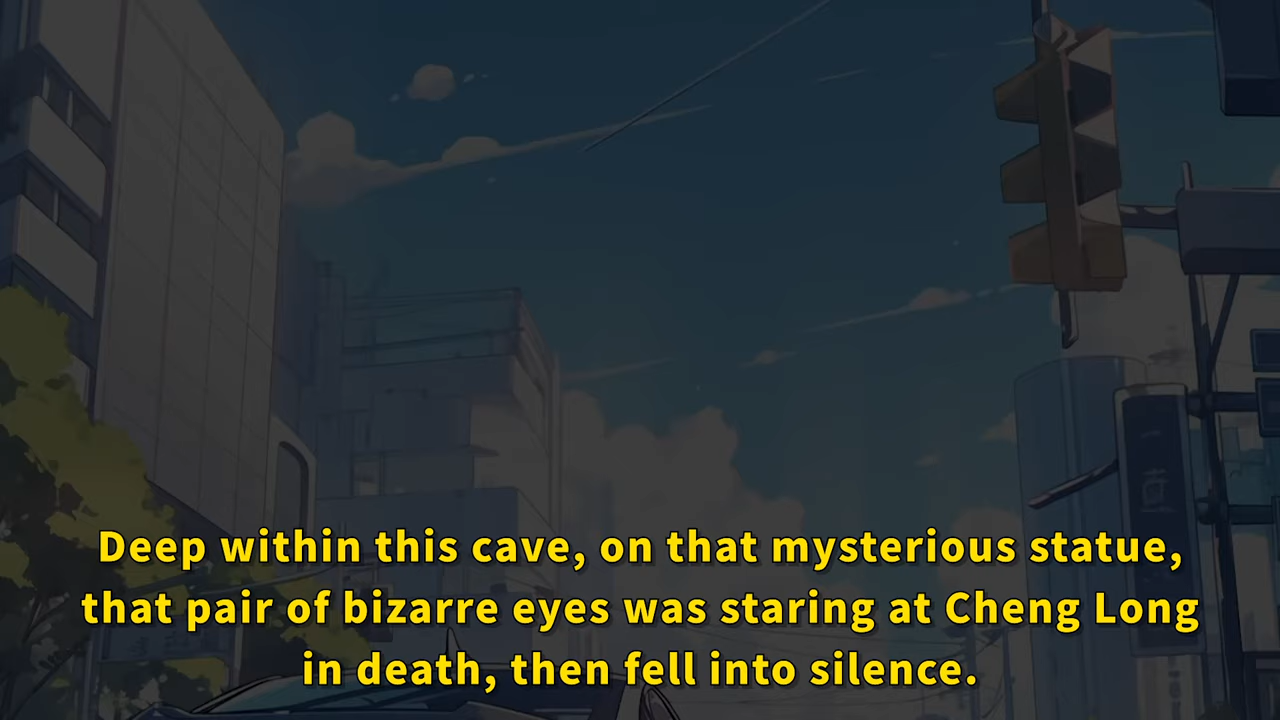 Deep within this cave, on that mysterious statue,
that pair of bizarre eyes was staring at Cheng Long
in death, then fell into silence.